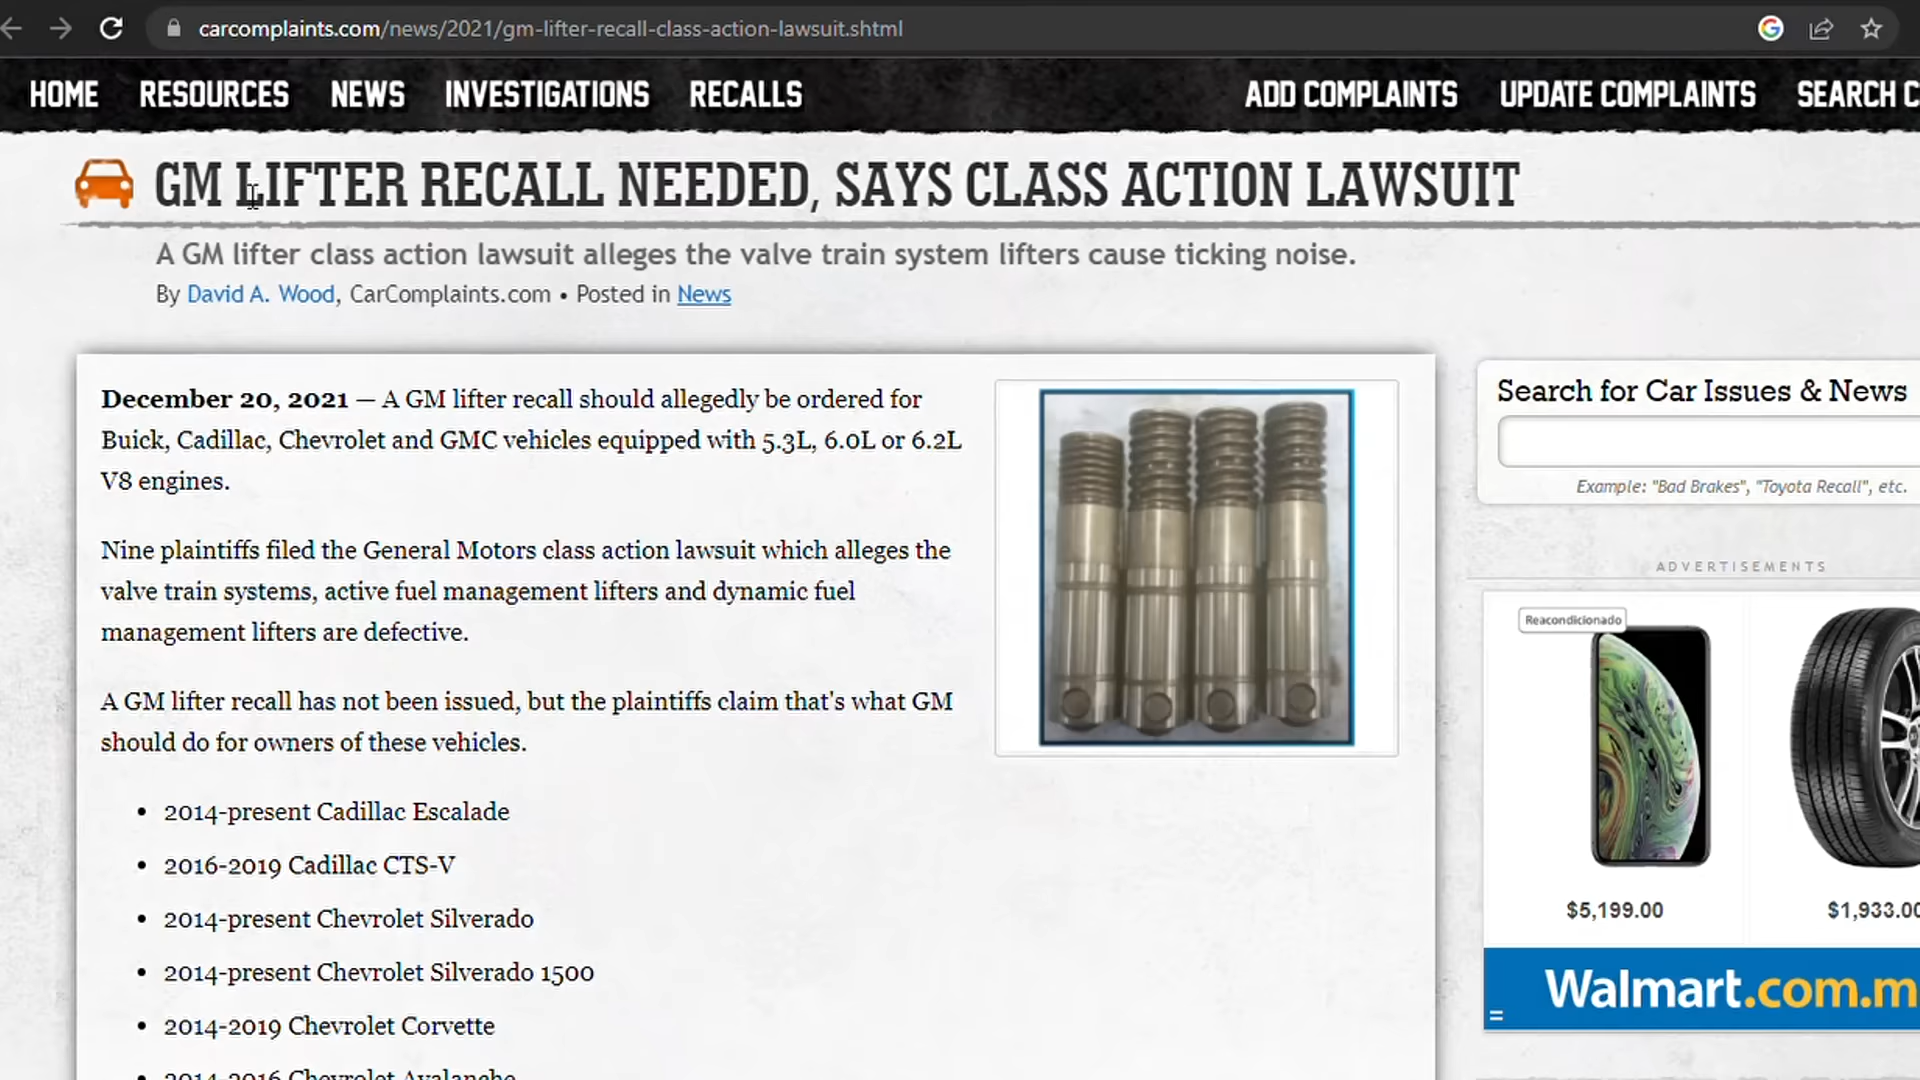 carcomplaints.com/news/2021/gm-lifter-recall-class-action-lawsuit.shtml
HOME RESOURCES NEWS INVESTIGATIONS RECALLS ADD COMPLAINTS UPDATE COMPLAINTS SEARCH C
GM LIFTER RECALL NEEDED, SAYS CLASS ACTION LAWSUIT
A GM lifter class action lawsuit alleges the valve train system lifters cause ticking noise.
By David A. Wood, CarComplaints.com • Posted in News
December 20, 2021 — A GM lifter recall should allegedly be ordered for
Buick, Cadillac, Chevrolet and GMC vehicles equipped with 5.3L, 6.0L or 6.2L
V8 engines.
Nine plaintiffs filed the General Motors class action lawsuit which alleges the
valve train systems, active fuel management lifters and dynamic fuel
management lifters are defective.
A GM lifter recall has not been issued, but the plaintiffs claim that's what GM
should do for owners of these vehicles.
• 2014-present Cadillac Escalade
• 2016-2019 Cadillac CTS-V
• 2014-present Chevrolet Silverado
• 2014-present Chevrolet Silverado 1500
• 2014-2019 Chevrolet Corvette
• 2014-2016 Chevrolet Avalanche
Search for Car Issues & News
Example: "Bad Brakes", "Toyota Recall", etc.
ADVERTISEMENTS
Reacondicionado
$5,199.00
$1,933.00
Walmart.com.m